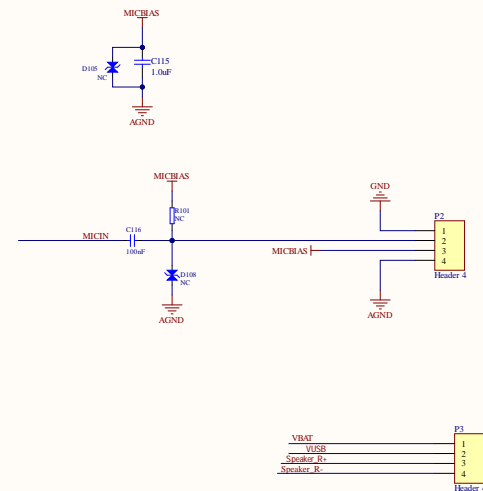 MICBIAS
D105
NC
C115
1.0uF
AGND
MICBIAS
R101
NC
C116
100nF
MICIN
D108
NC
AGND
GND
P2
1
2
3
4
MICBIAS
Header 4
AGND
P3
VBAT
1
VUSB
2
Speaker_R+
3
Speaker_R-
4
Header